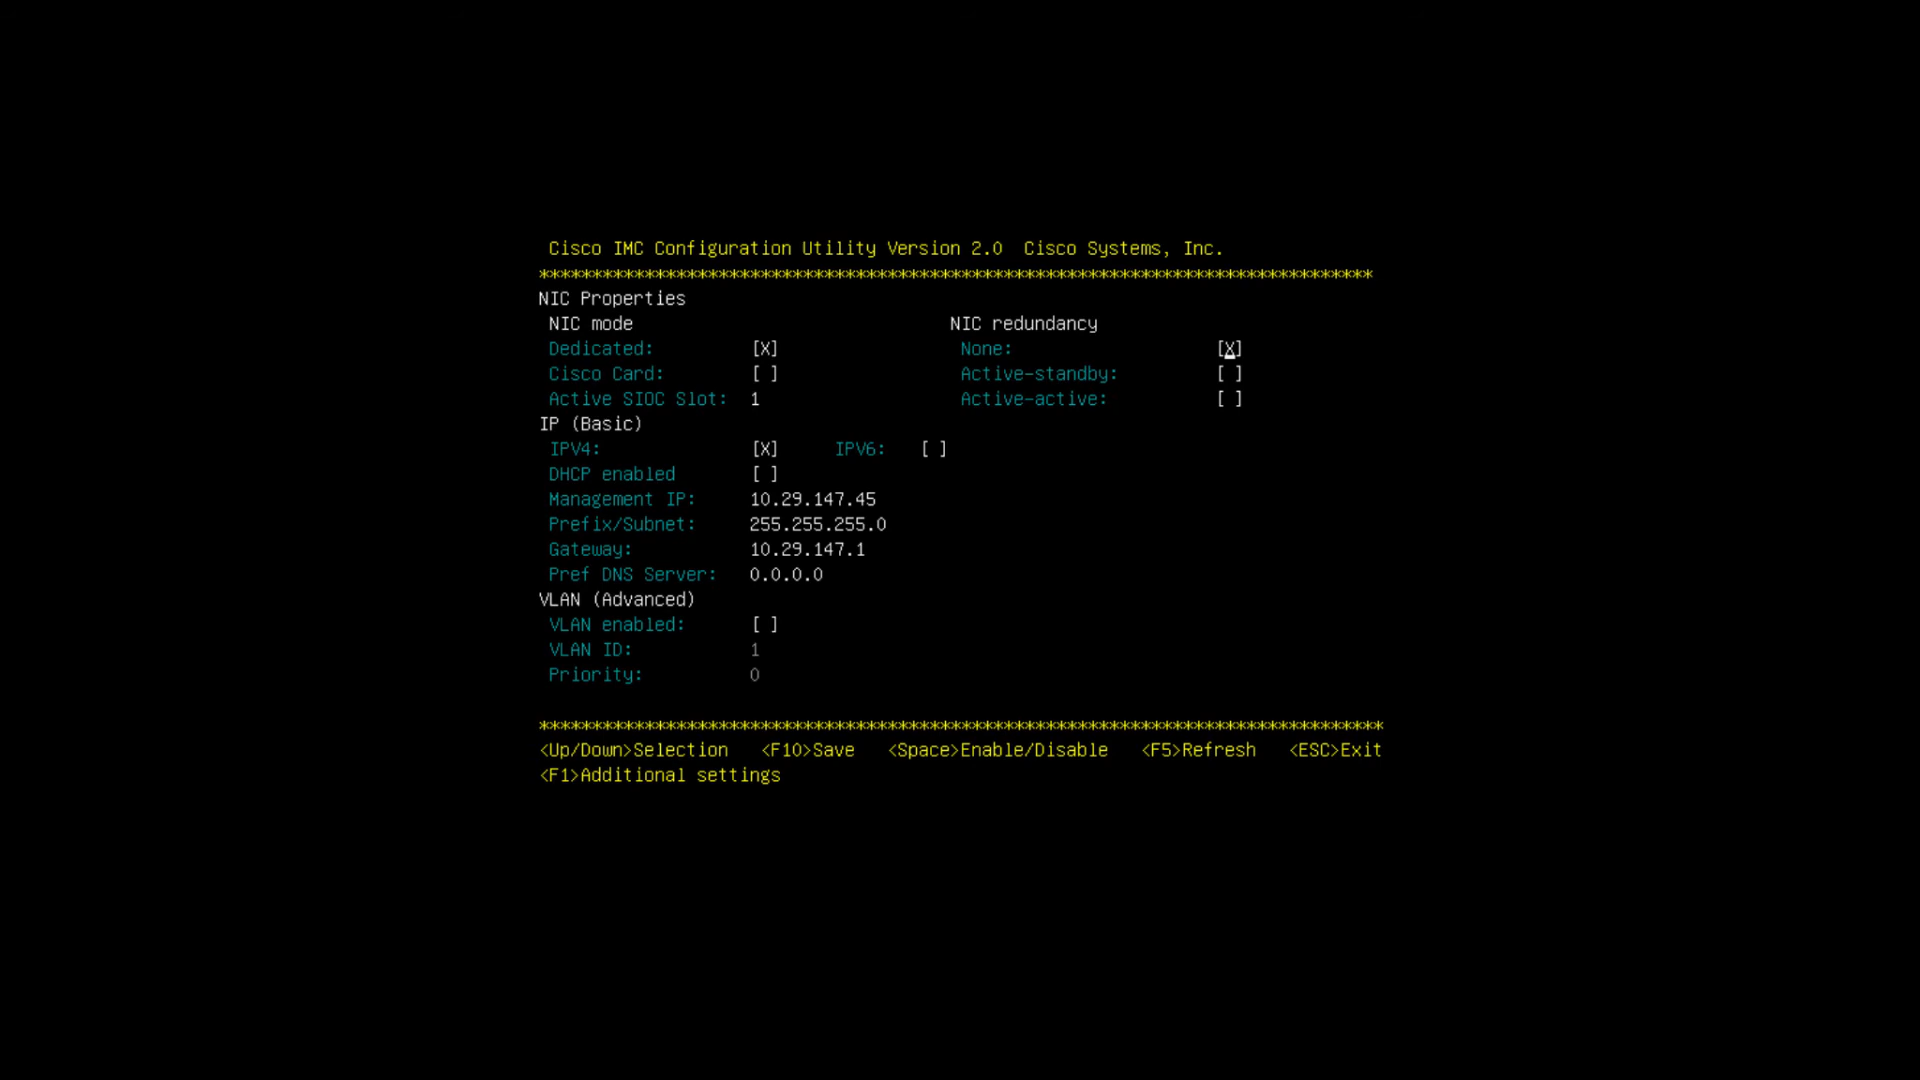 Cisco IMC Configuration Utility Version 2.0  Cisco Systems, Inc.
*******************************************************************************
NIC Properties
NIC mode NIC redundancy
Dedicated: [X] None: [X]
Cisco Card: [ ] Active-standby: [ ]
Active SIOC Slot: 1 Active-active: [ ]
IP (Basic)
IPV4: [X] IPV6: [ ]
DHCP enabled [ ]
Management IP: 10.29.147.45
Prefix/Subnet: 255.255.255.0
Gateway: 10.29.147.1
Pref DNS Server: 0.0.0.0
VLAN (Advanced)
VLAN enabled: [ ]
VLAN ID: 1
Priority: 0
********************************************************************************
<Up/Down>Selection <F10>Save <Space>Enable/Disable <F5>Refresh <ESC>Exit
<F1>Additional settings